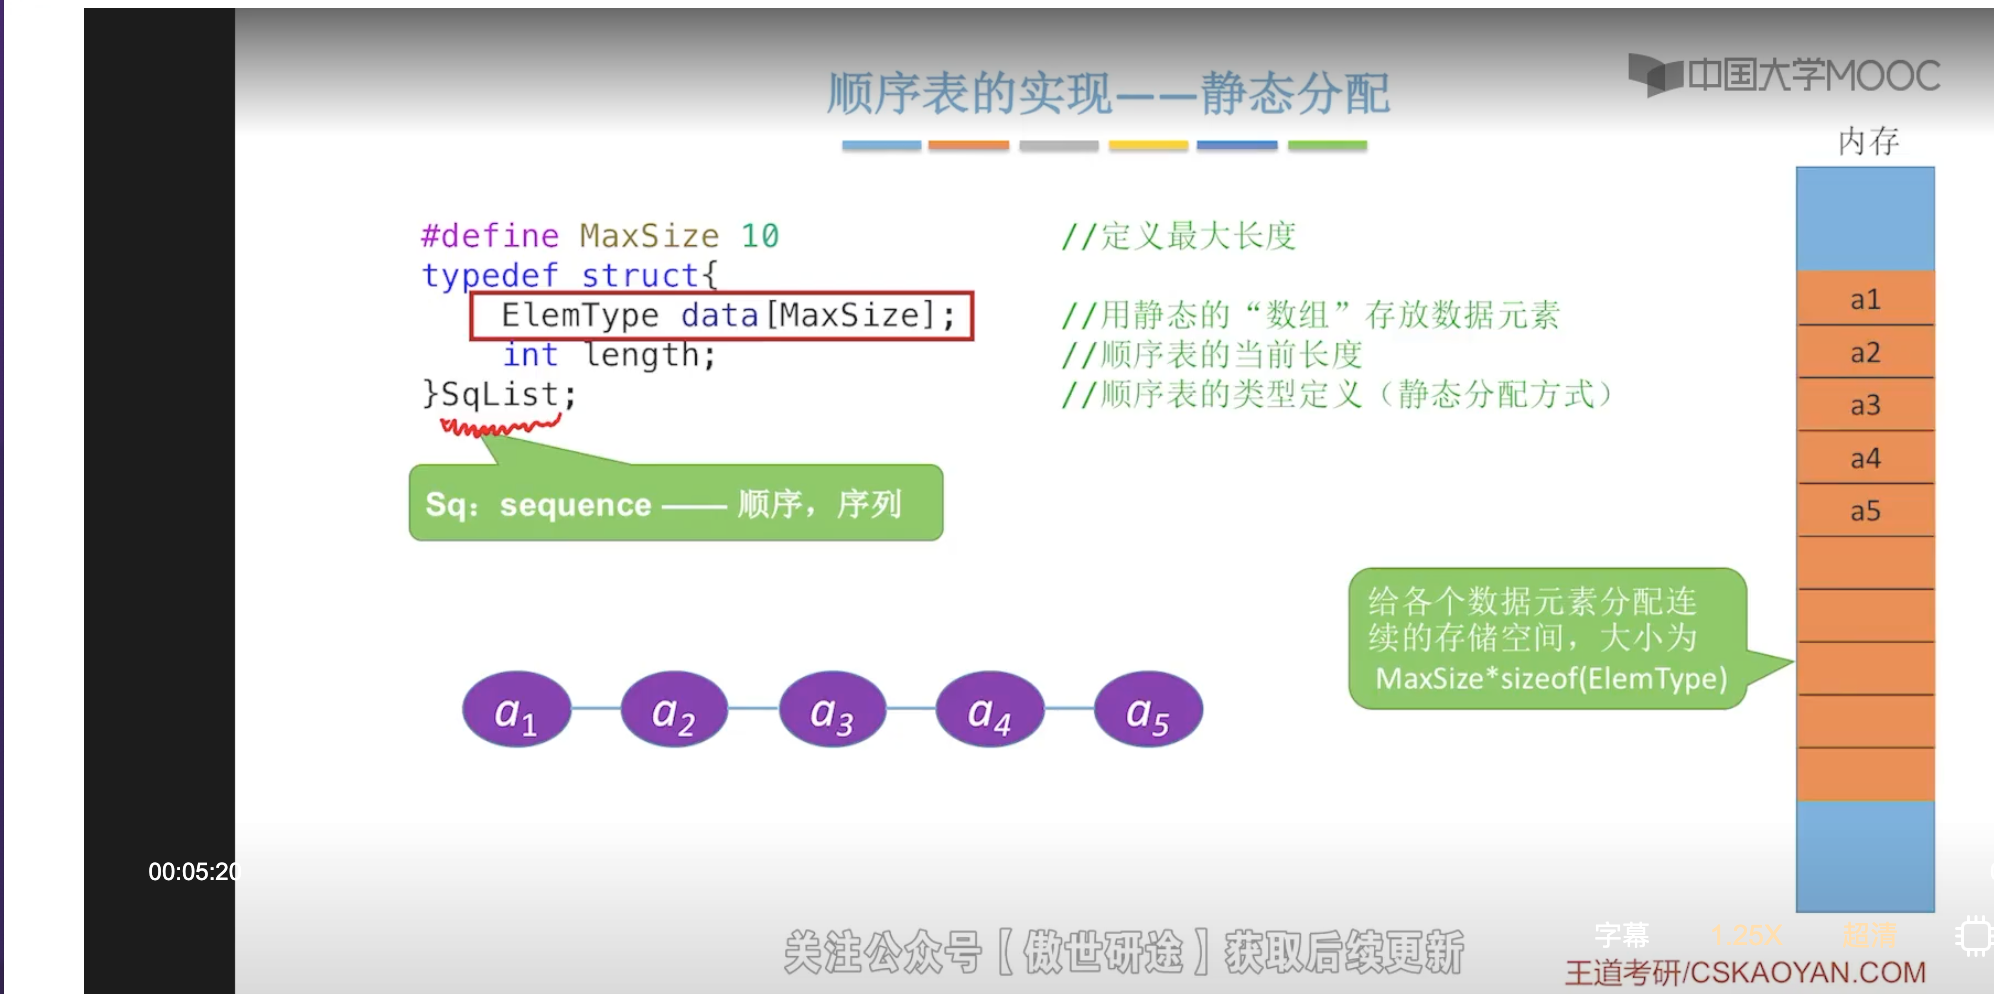 中国大学MOOC
顺序表的实现——静态分配
内存
#define MaxSize 10 //定义最大长度
typedef struct{
ElemType data[MaxSize]; //用静态的“数组”存放数据元素
int length; //顺序表的当前长度
}SqList; //顺序表的类型定义（静态分配方式）
Sq：sequence —— 顺序，序列
a1
a2
a3
a4
a5
给各个数据元素分配连
续的存储空间，大小为
MaxSize*sizeof(ElemType)
a1 a2 a3 a4 a5
00:05:20
字幕 1.25X 超清
关注公众号【傲世研途】获取后续更新
王道考研/CSKAOYAN.COM